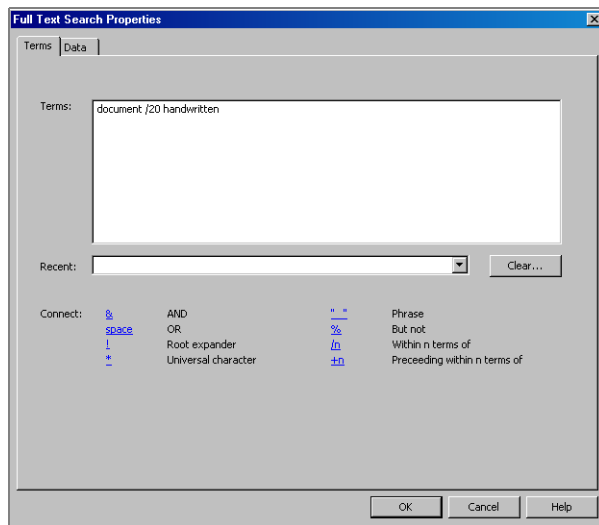 Full Text Search Properties
Terms Data
Terms: document /20 handwritten
Recent: Clear...
Connect: & AND " " Phrase
space OR % But not
! Root expander /n Within n terms of
* Universal character +n Preceeding within n terms of
OK Cancel Help